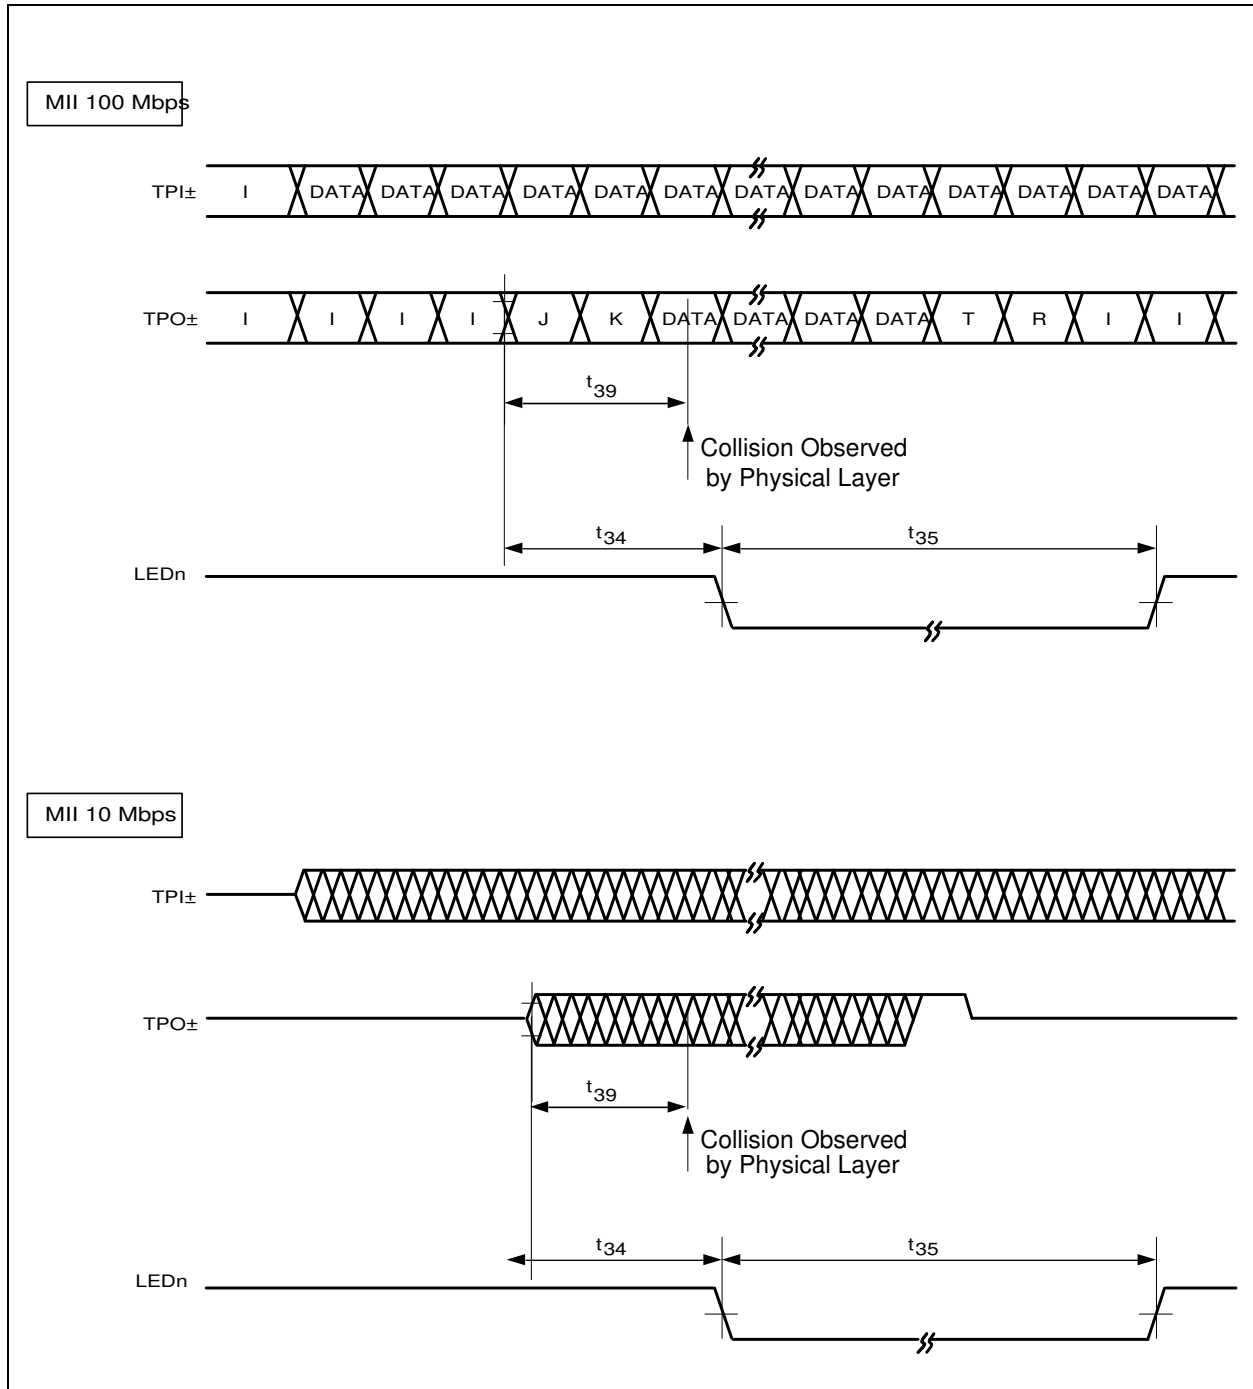 MII 100 Mbps
TPI± I DATA DATA DATA DATA DATA DATA DATA DATA DATA DATA DATA DATA DATA
TPO± I I I I J K DATA DATA DATA DATA T R I I
t39
Collision Observed
by Physical Layer
t34 t35
LEDn
MII 10 Mbps
TPI±
TPO±
t39
Collision Observed
by Physical Layer
t34 t35
LEDn